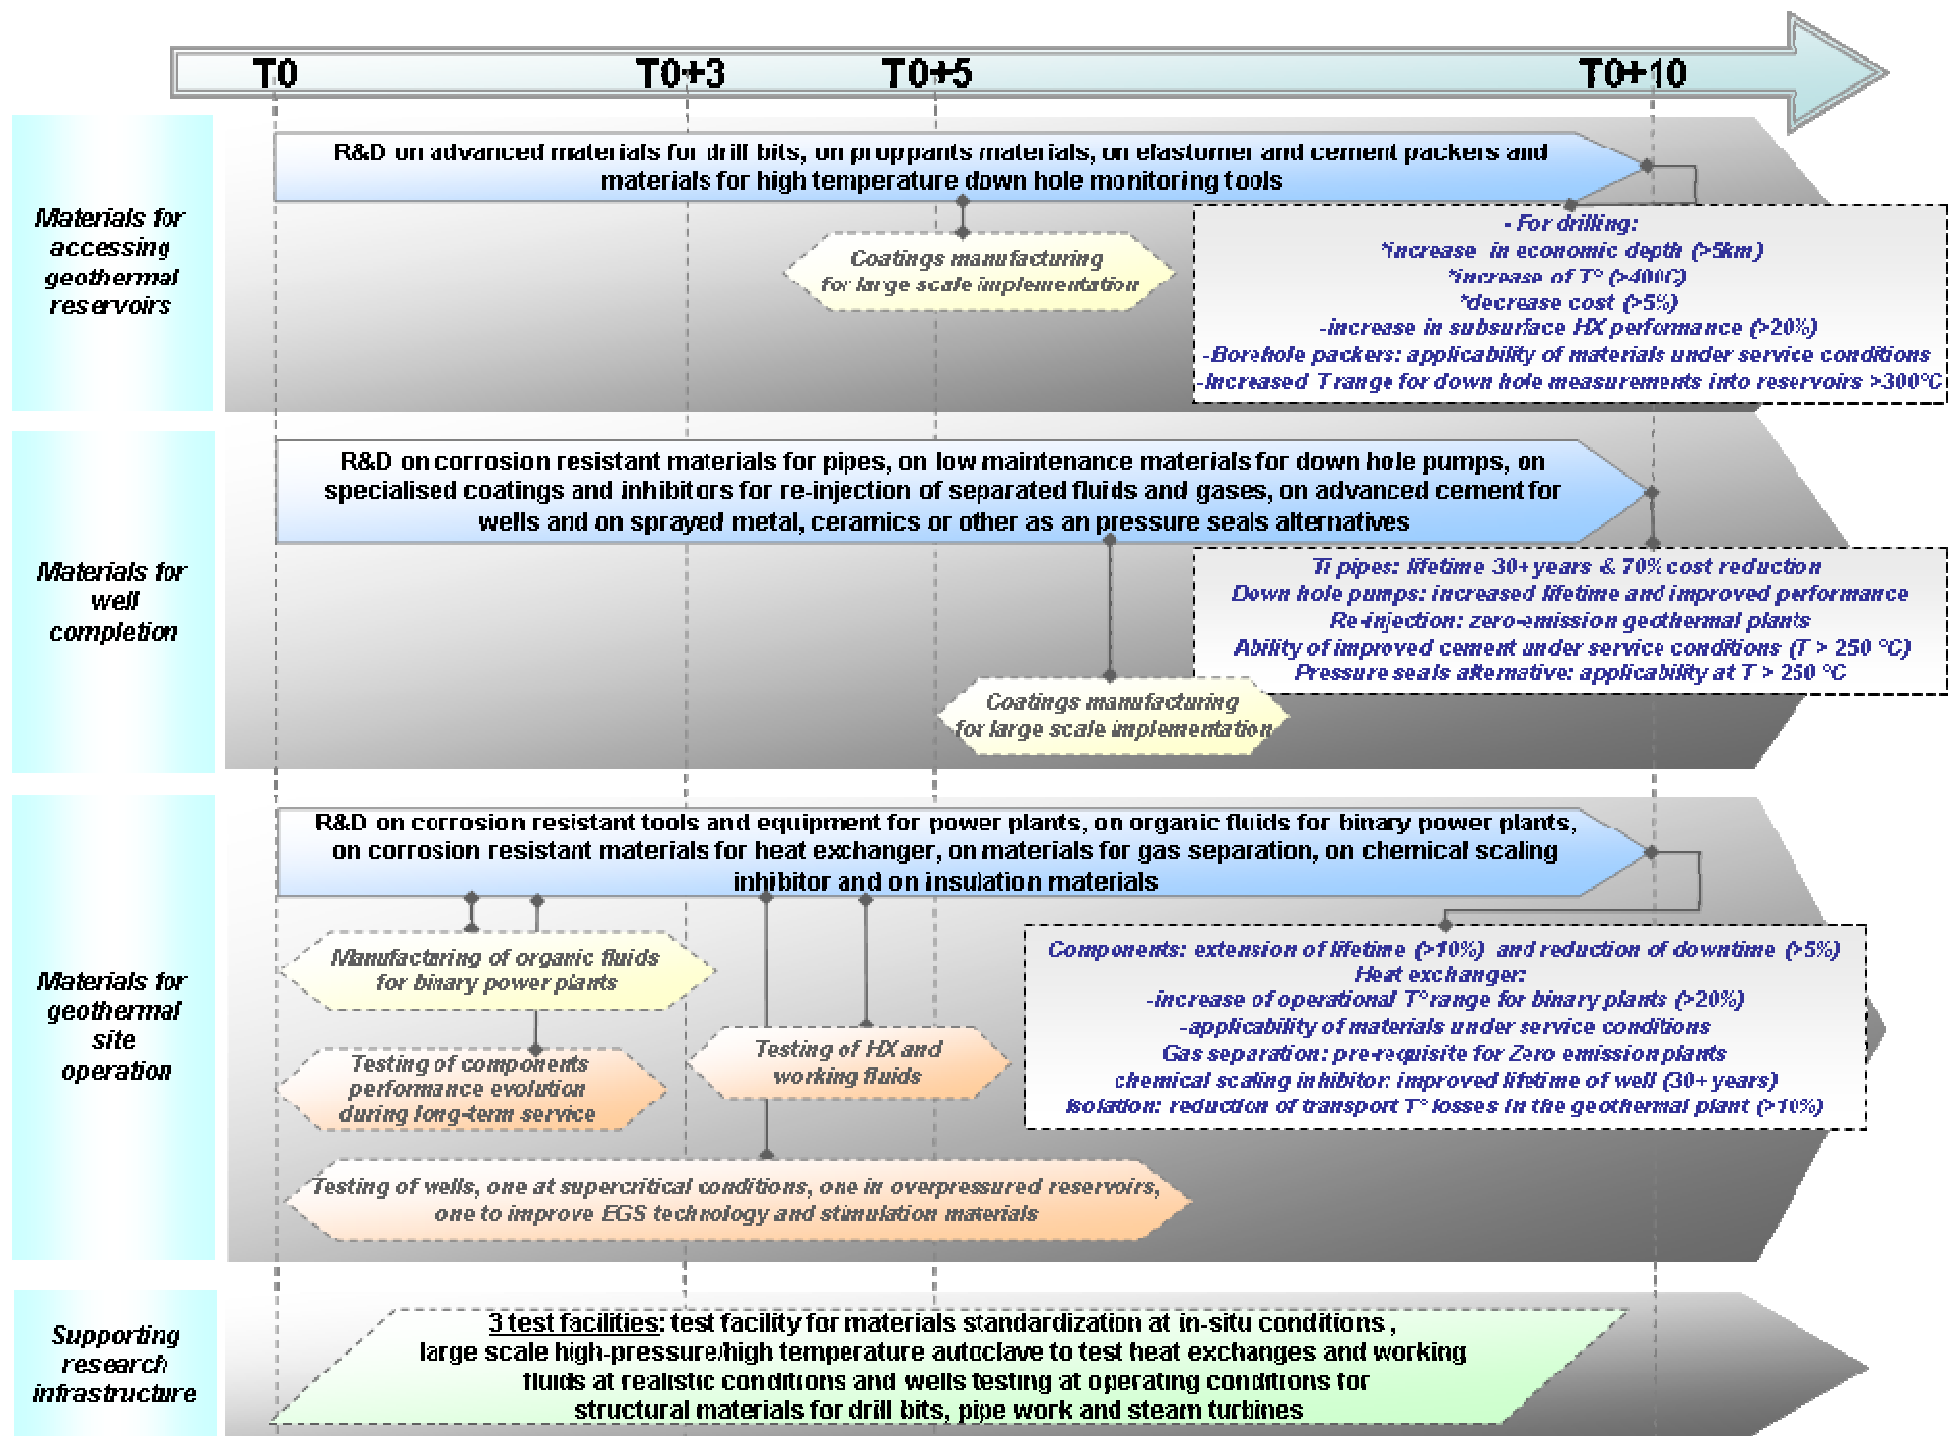 T0 T0+3 T0+5 T0+10
Materials for
accessing
geothermal
reservoirs
R&D on advanced materials for drill bits, on proppants materials, on elastomer and cement packers and
materials for high temperature down hole monitoring tools
Coatings manufacturing
for large scale implementation
- For drilling:
*increase in economic depth (>5km)
*increase of T° (>400C)
*decrease cost (>5%)
-increase in subsurface HX performance (>20%)
-Borehole packers: applicability of materials under service conditions
-Increased T range for down hole measurements into reservoirs >300°C
Materials for
well
completion
R&D on corrosion resistant materials for pipes, on low maintenance materials for down hole pumps, on
specialised coatings and inhibitors for re-injection of separated fluids and gases, on advanced cement for
wells and on sprayed metal, ceramics or other as an pressure seals alternatives
Ti pipes: lifetime 30+ years & 70% cost reduction
Down hole pumps: increased lifetime and improved performance
Re-injection: zero-emission geothermal plants
Ability of improved cement under service conditions (T > 250 °C)
Pressure seals alternative: applicability at T > 250 °C
Coatings manufacturing
for large scale implementation
Materials for
geothermal
site
operation
R&D on corrosion resistant tools and equipment for power plants, on organic fluids for binary power plants,
on corrosion resistant materials for heat exchanger, on materials for gas separation, on chemical scaling
inhibitor and on insulation materials
Manufacturing of organic fluids
for binary power plants
Testing of components
performance evolution
during long-term service
Testing of HX and
working fluids
Testing of wells, one at supercritical conditions, one in overpressured reservoirs,
one to improve EGS technology and stimulation materials
Components: extension of lifetime (>10%) and reduction of downtime (>5%)
Heat exchanger:
-increase of operational T° range for binary plants (>20%)
-applicability of materials under service conditions
Gas separation: pre-requisite for Zero emission plants
chemical scaling inhibitor: improved lifetime of well (30+ years)
Isolation: reduction of transport T° losses in the geothermal plant (>10%)
Supporting
research
infrastructure
3 test facilities: test facility for materials standardization at in-situ conditions ,
large scale high-pressure/high temperature autoclave to test heat exchanges and working
fluids at realistic conditions and wells testing at operating conditions for
structural materials for drill bits, pipe work and steam turbines